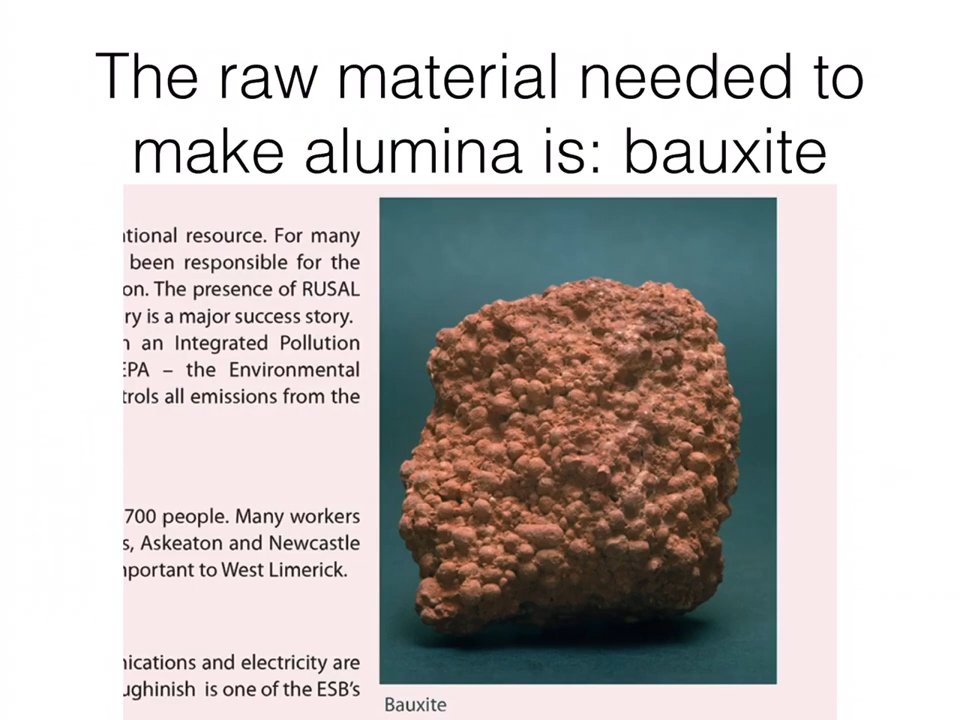 The raw material needed to
make alumina is: bauxite
ational resource. For many
been responsible for the
on. The presence of RUSAL
ry is a major success story.
an Integrated Pollution
EPA – the Environmental
trols all emissions from the
700 people. Many workers
s, Askeaton and Newcastle
mportant to West Limerick.
nications and electricity are
ughinish is one of the ESB's
Bauxite